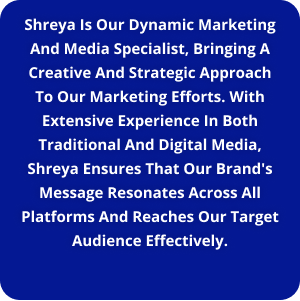 Shreya Is Our Dynamic Marketing
And Media Specialist, Bringing A
Creative And Strategic Approach
To Our Marketing Efforts. With
Extensive Experience In Both
Traditional And Digital Media,
Shreya Ensures That Our Brand's
Message Resonates Across All
Platforms And Reaches Our Target
Audience Effectively.